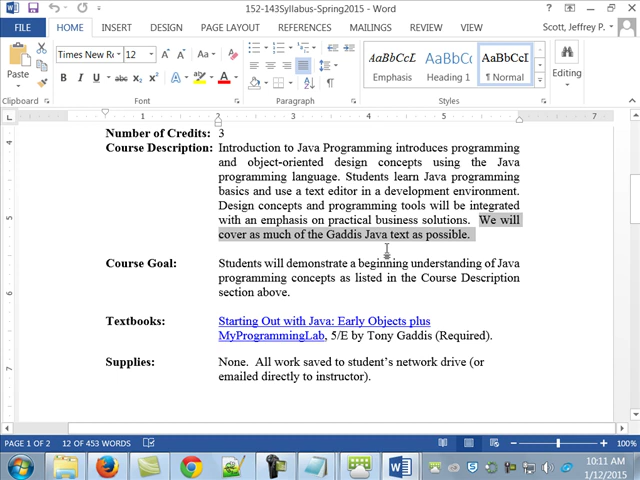 152-143Syllabus-Spring2015 - Word
FILE HOME INSERT DESIGN PAGE LAYOUT REFERENCES MAILINGS REVIEW VIEW Scott, Jeffrey P.
Times New Ro 12
Paste
B I U
AaBbCcL AaBbC AaBbCcL
Emphasis Heading 1 ¶ Normal
Editing
Clipboard Font Paragraph Styles
1 2 3 4 5 7
Number of Credits: 3
Course Description: Introduction to Java Programming introduces programming
and object-oriented design concepts using the Java
programming language. Students learn Java programming
basics and use a text editor in a development environment.
Design concepts and programming tools will be integrated
with an emphasis on practical business solutions. We will
cover as much of the Gaddis Java text as possible.
Course Goal: Students will demonstrate a beginning understanding of Java
programming concepts as listed in the Course Description
section above.
Textbooks: Starting Out with Java: Early Objects plus
MyProgrammingLab, 5/E by Tony Gaddis (Required).
Supplies: None. All work saved to student's network drive (or
emailed directly to instructor).
PAGE 1 OF 2 12 OF 453 WORDS 100%
10:11 AM
1/12/2015